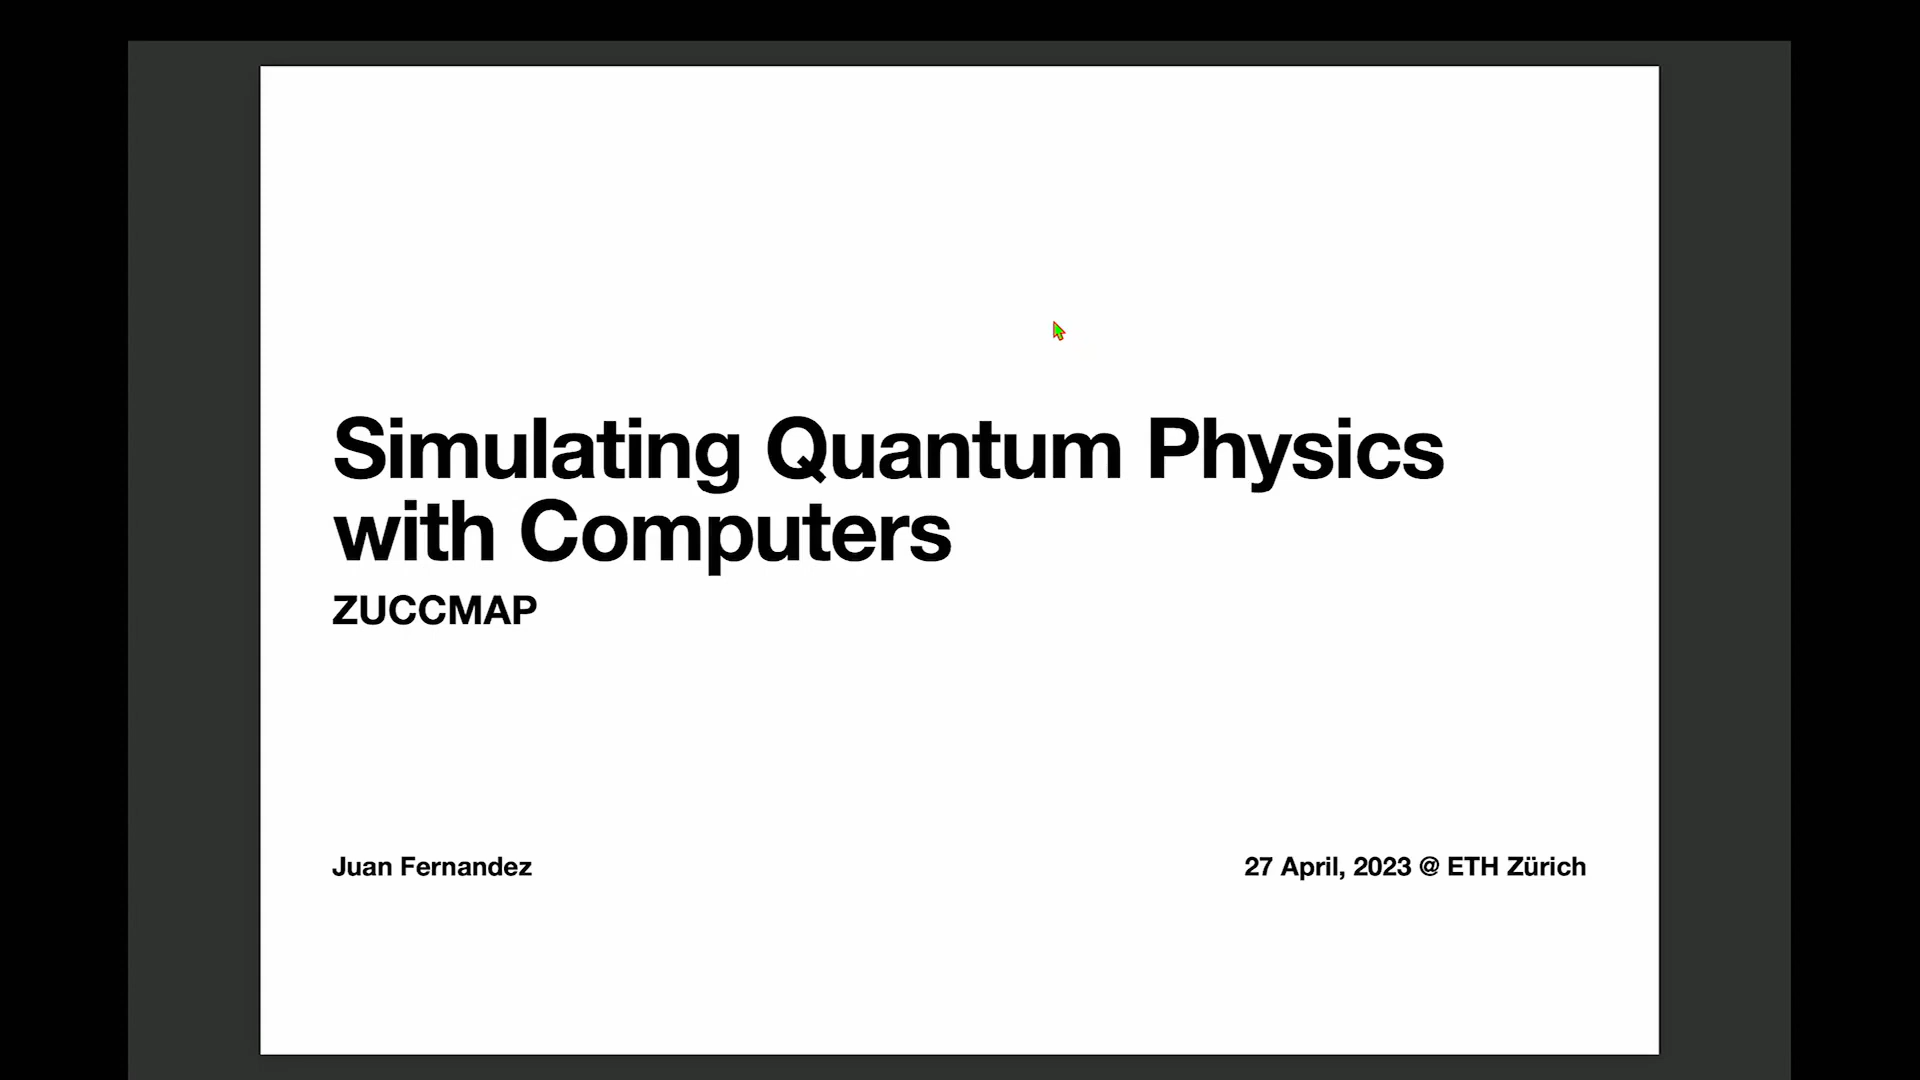 Simulating Quantum Physics
with Computers
ZUCCMAP
Juan Fernandez
27 April, 2023 @ ETH Zürich